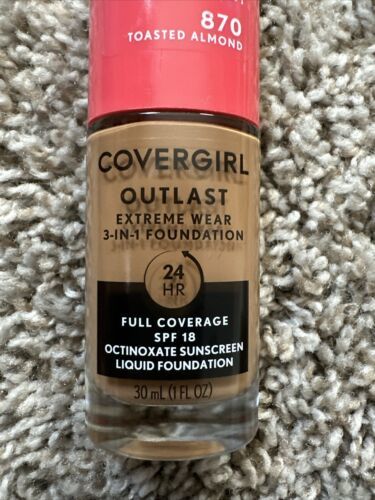 870
TOASTED ALMOND
COVERGIRL
OUTLAST
EXTREME WEAR
3-IN-1 FOUNDATION
24
HR
FULL COVERAGE
SPF 18
OCTINOXATE SUNSCREEN
LIQUID FOUNDATION
30 mL (1 FL OZ)